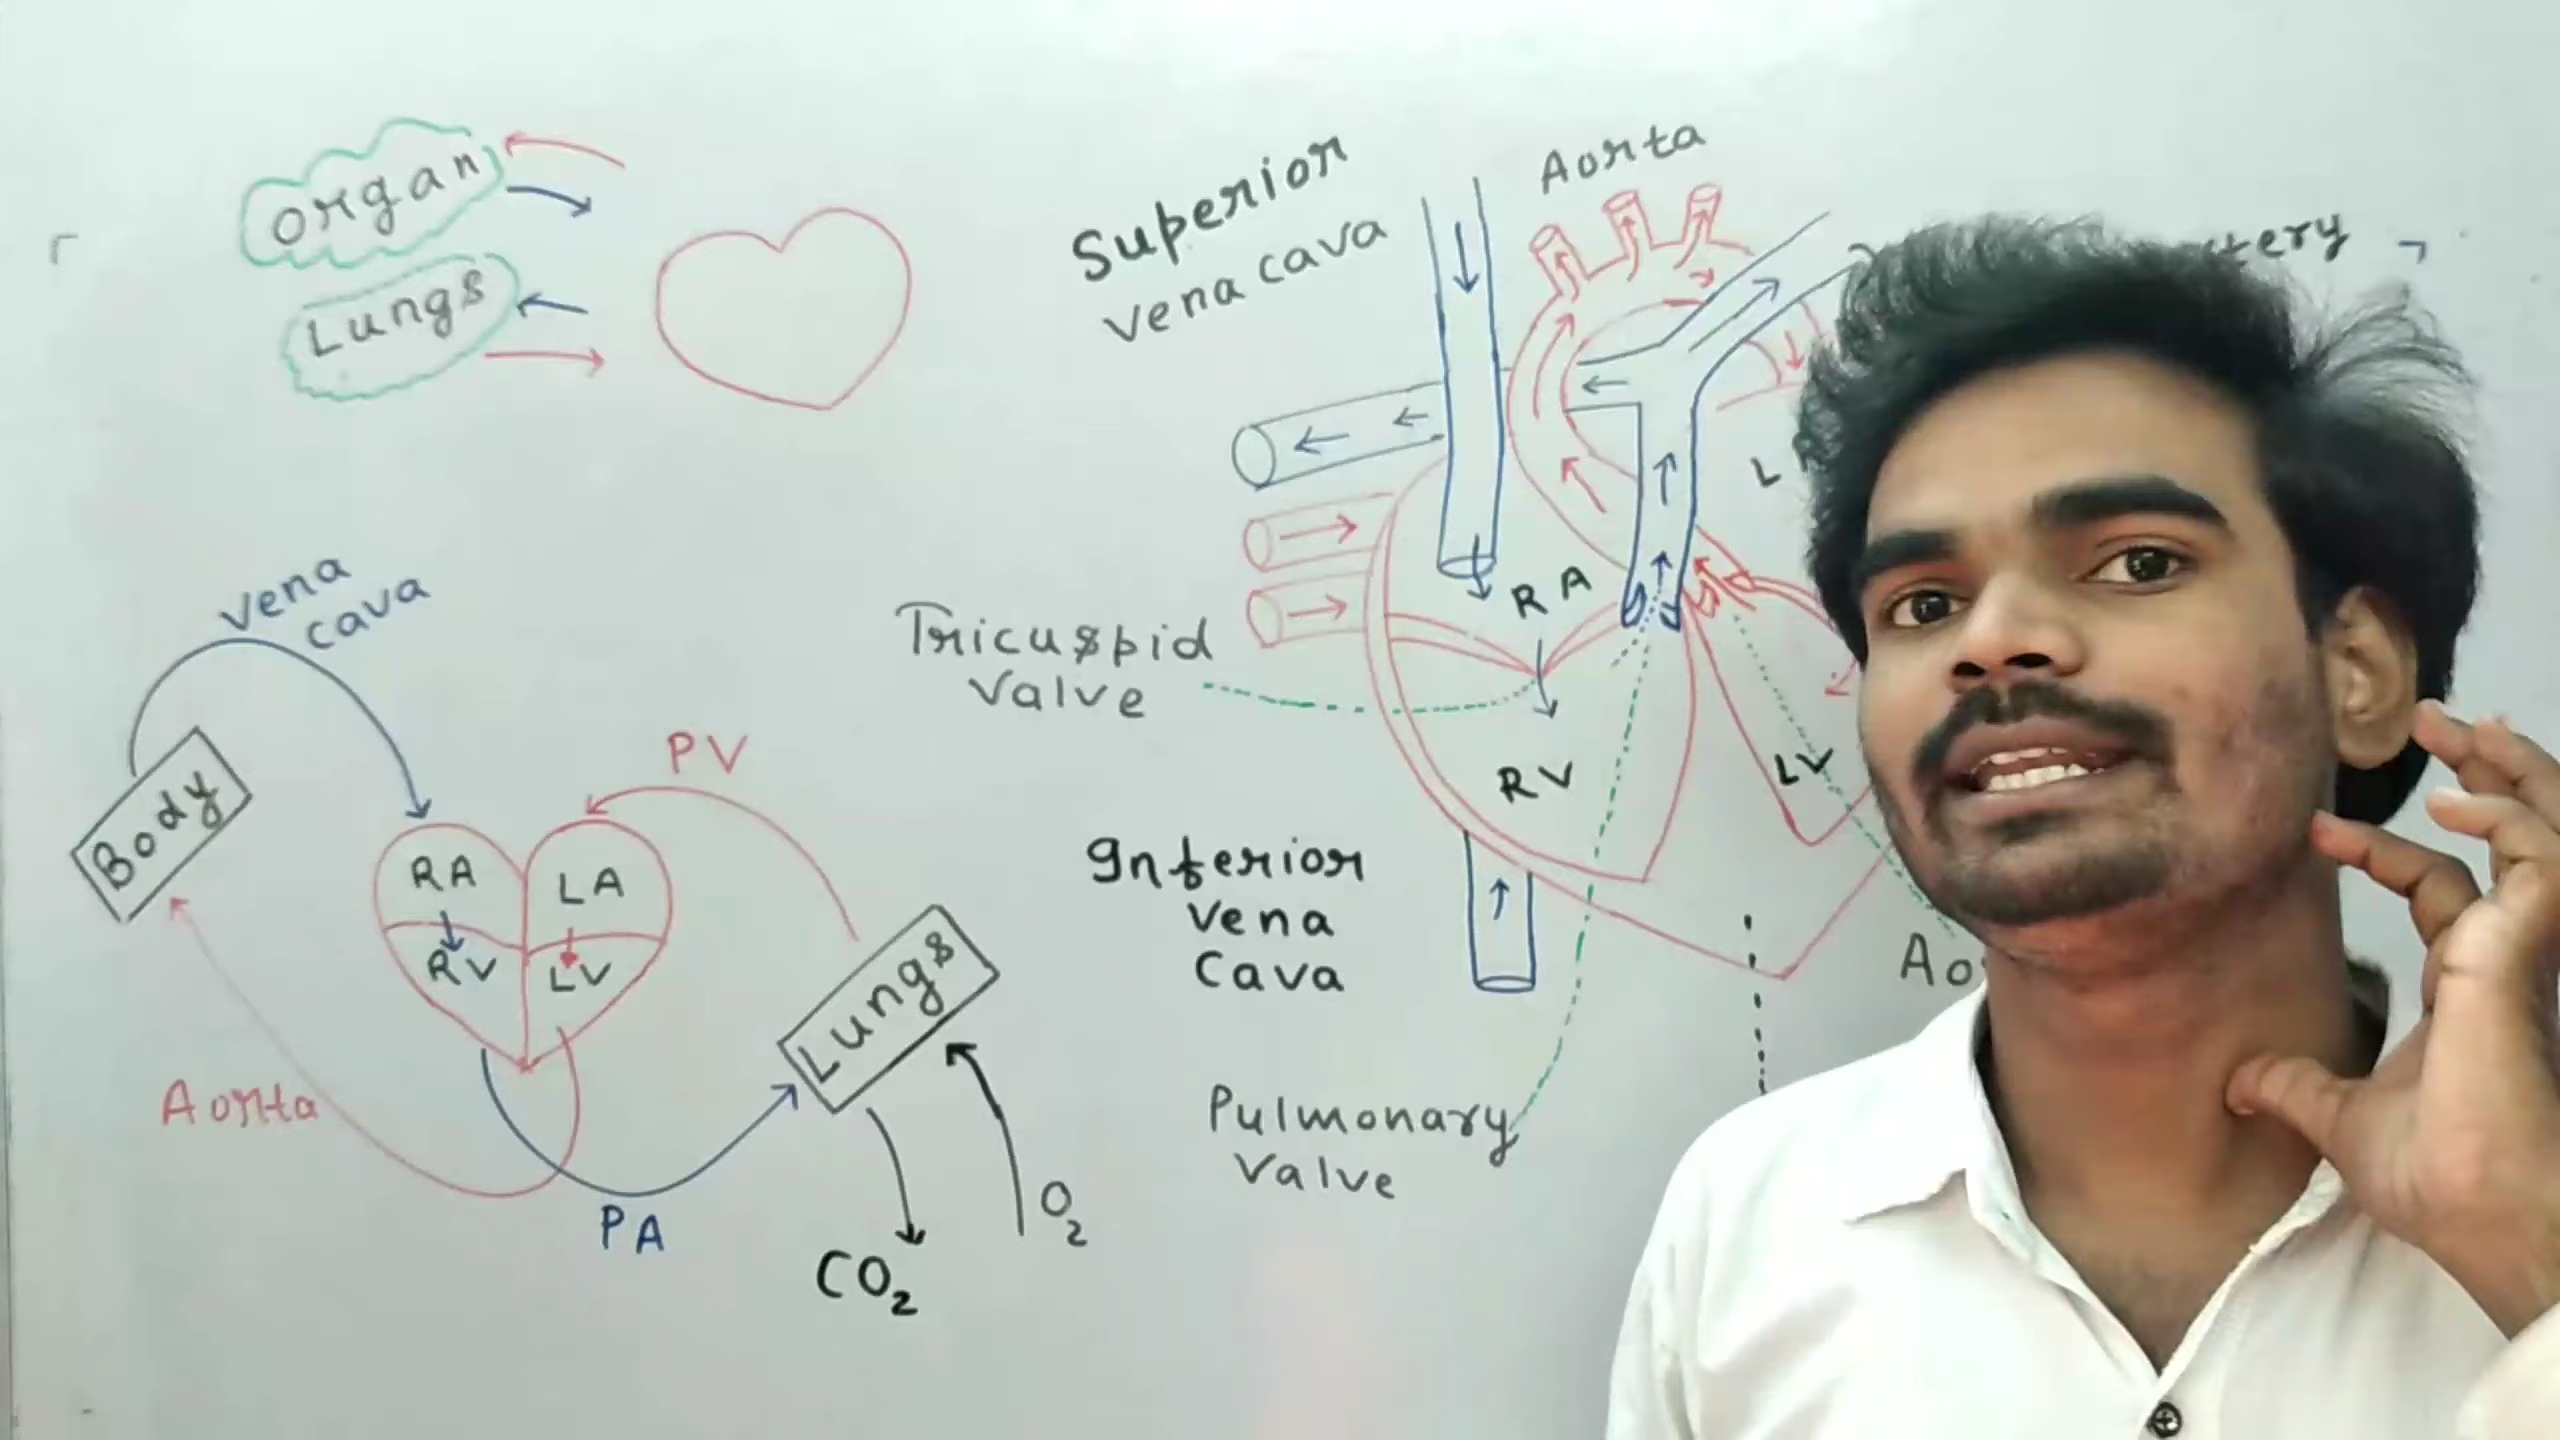 Organ
Lungs
Superior
vena cava
Aorta
RA
Tricuspid
Valve
RV
LV
Inferior
Vena
Cava
Pulmonary
Valve
vena
cava
Body
PV
RA
LA
RV
LV
Lungs
Aorta
PA
CO₂
O₂